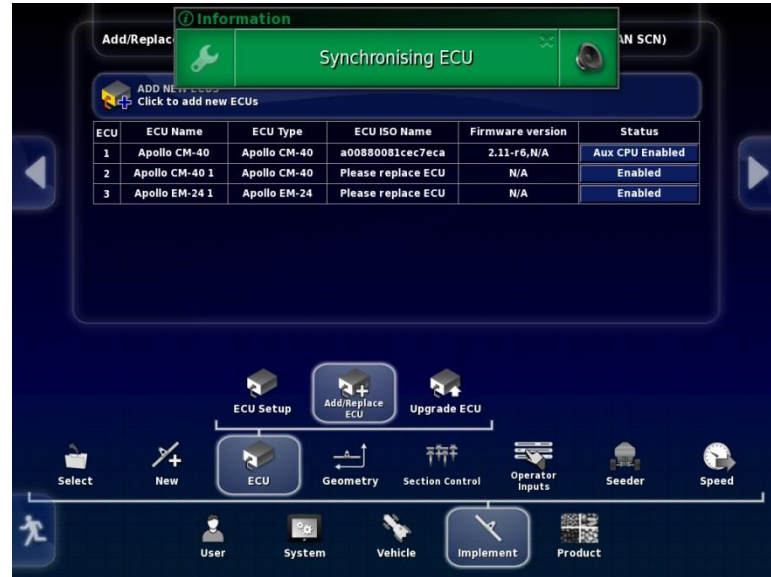 Information
Synchronising ECU
Add/Replac
AN SCN)
ADD NEW ECUs
Click to add new ECUs
ECU ECU Name ECU Type ECU ISO Name Firmware version Status
1 Apollo CM-40 Apollo CM-40 a00880081cec7eca 2.11-r6,N/A Aux CPU Enabled
2 Apollo CM-40 1 Apollo CM-40 Please replace ECU N/A Enabled
3 Apollo EM-24 1 Apollo EM-24 Please replace ECU N/A Enabled
ECU Setup Add/Replace ECU Upgrade ECU
Select New ECU Geometry Section Control Operator Inputs Seeder Speed
User System Vehicle Implement Product